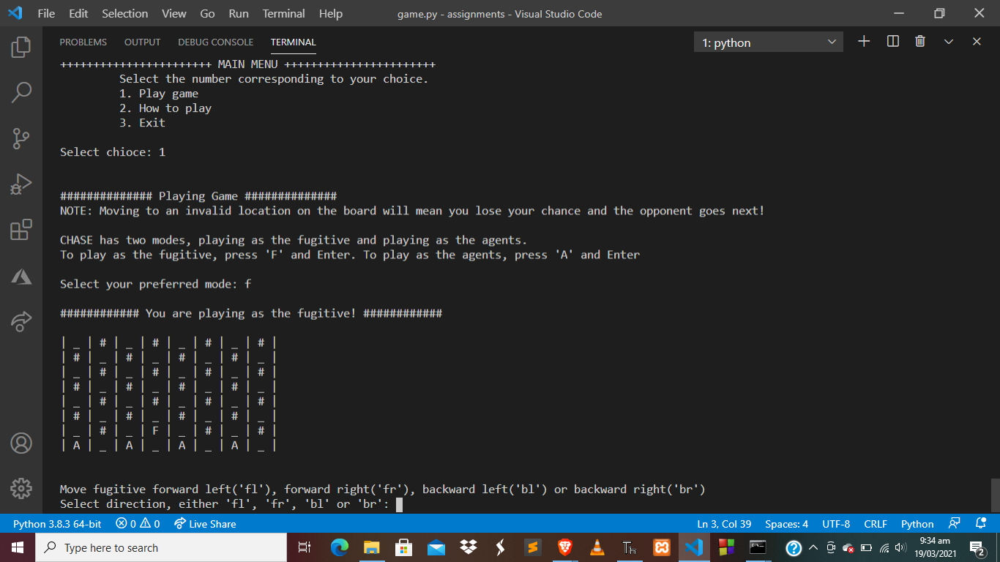 File Edit Selection View Go Run Terminal Help game.py - assignments - Visual Studio Code
PROBLEMS OUTPUT DEBUG CONSOLE TERMINAL 1: python
+++++++++++++++++++++++ MAIN MENU +++++++++++++++++++++++
Select the number corresponding to your choice.
1. Play game
2. How to play
3. Exit
Select chioce: 1
############## Playing Game ##############
NOTE: Moving to an invalid location on the board will mean you lose your chance and the opponent goes next!
CHASE has two modes, playing as the fugitive and playing as the agents.
To play as the fugitive, press 'F' and Enter. To play as the agents, press 'A' and Enter
Select your preferred mode: f
############ You are playing as the fugitive! ############
| _ | # | _ | # | _ | # | _ | # |
| # | _ | # | _ | # | _ | # | _ |
| _ | # | _ | # | _ | # | _ | # |
| # | _ | # | _ | # | _ | # | _ |
| _ | # | _ | # | _ | # | _ | # |
| # | _ | # | _ | # | _ | # | _ |
| _ | # | _ | F | _ | # | _ | # |
| A | _ | A | _ | A | _ | A | _ |
Move fugitive forward left('fl'), forward right('fr'), backward left('bl') or backward right('br')
Select direction, either 'fl', 'fr', 'bl' or 'br':
Python 3.8.3 64-bit 0 0 Live Share Ln 3, Col 39 Spaces: 4 UTF-8 CRLF Python
Type here to search
Th
9:34 am
19/03/2021
2